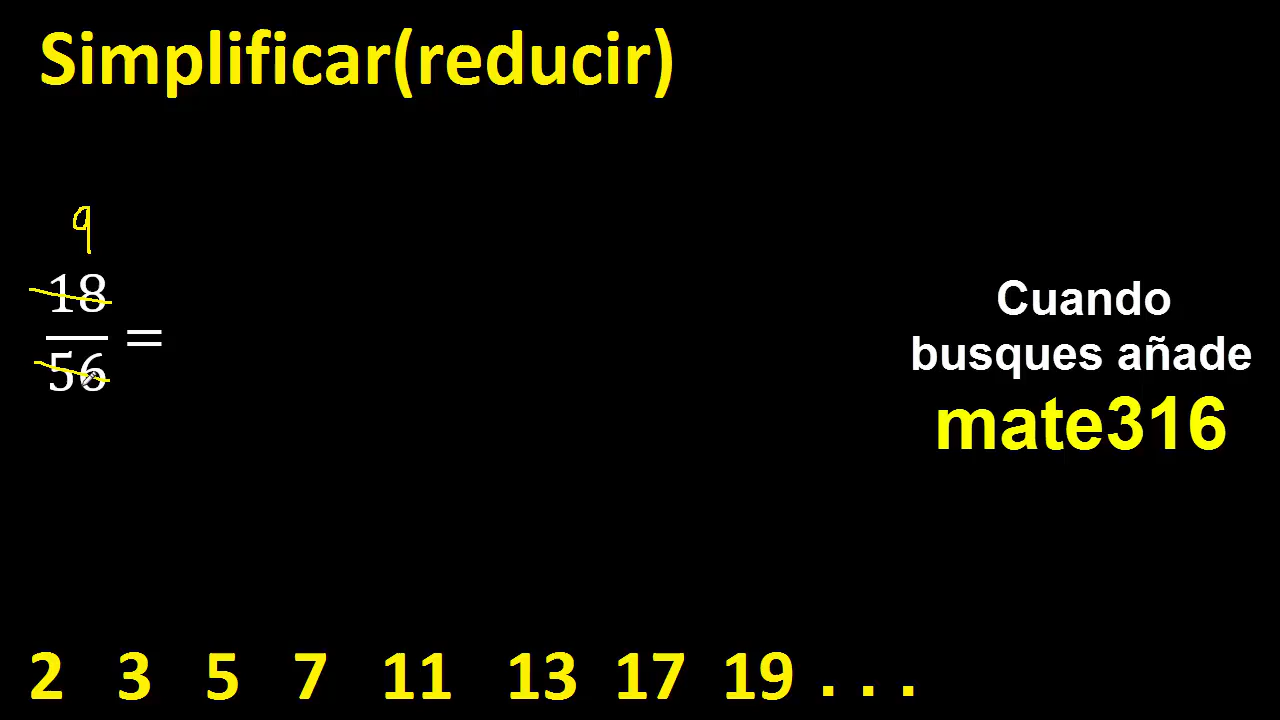 Simplificar(reducir)
9
18
56
=
Cuando
busques añade
mate316
2 3 5 7 11 13 17 19 . . .